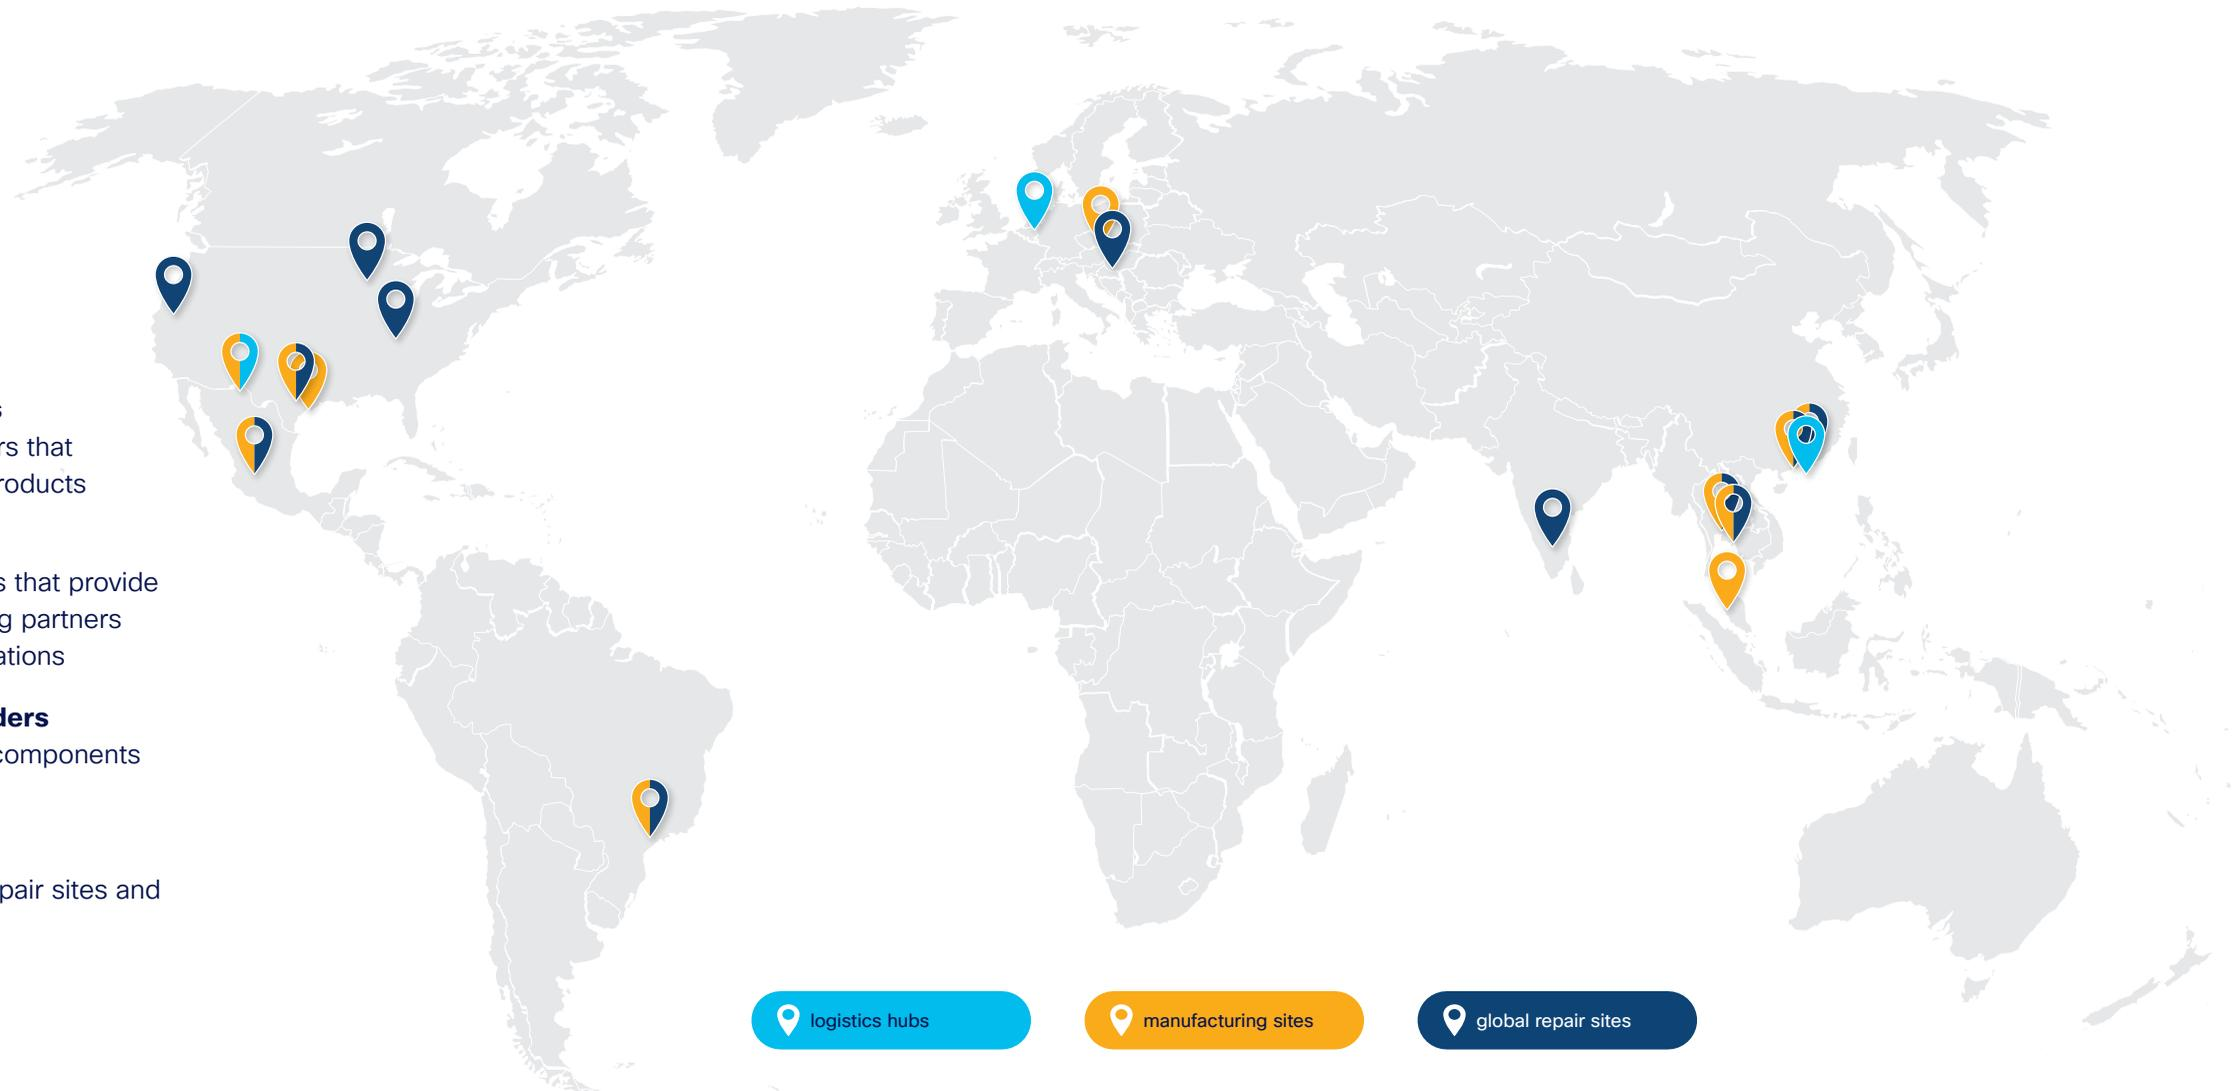 rs that
roducts
s that provide
g partners
ations
ders
components
pair sites and
logistics hubs
manufacturing sites
global repair sites